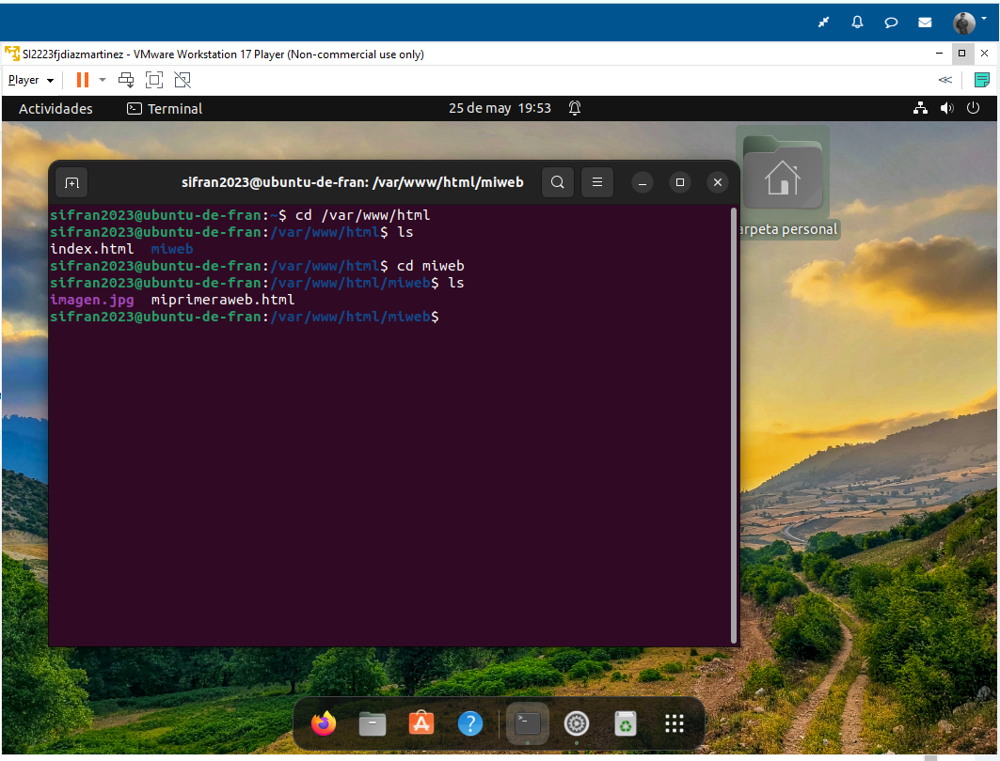 SI2223fjdiazmartinez - VMware Workstation 17 Player (Non-commercial use only)
Player
Actividades Terminal 25 de may 19:53
sifran2023@ubuntu-de-fran: /var/www/html/miweb
arpeta personal
sifran2023@ubuntu-de-fran:~$ cd /var/www/html
sifran2023@ubuntu-de-fran:/var/www/html$ ls
index.html miweb
sifran2023@ubuntu-de-fran:/var/www/html$ cd miweb
sifran2023@ubuntu-de-fran:/var/www/html/miweb$ ls
imagen.jpg miprimeraweb.html
sifran2023@ubuntu-de-fran:/var/www/html/miweb$